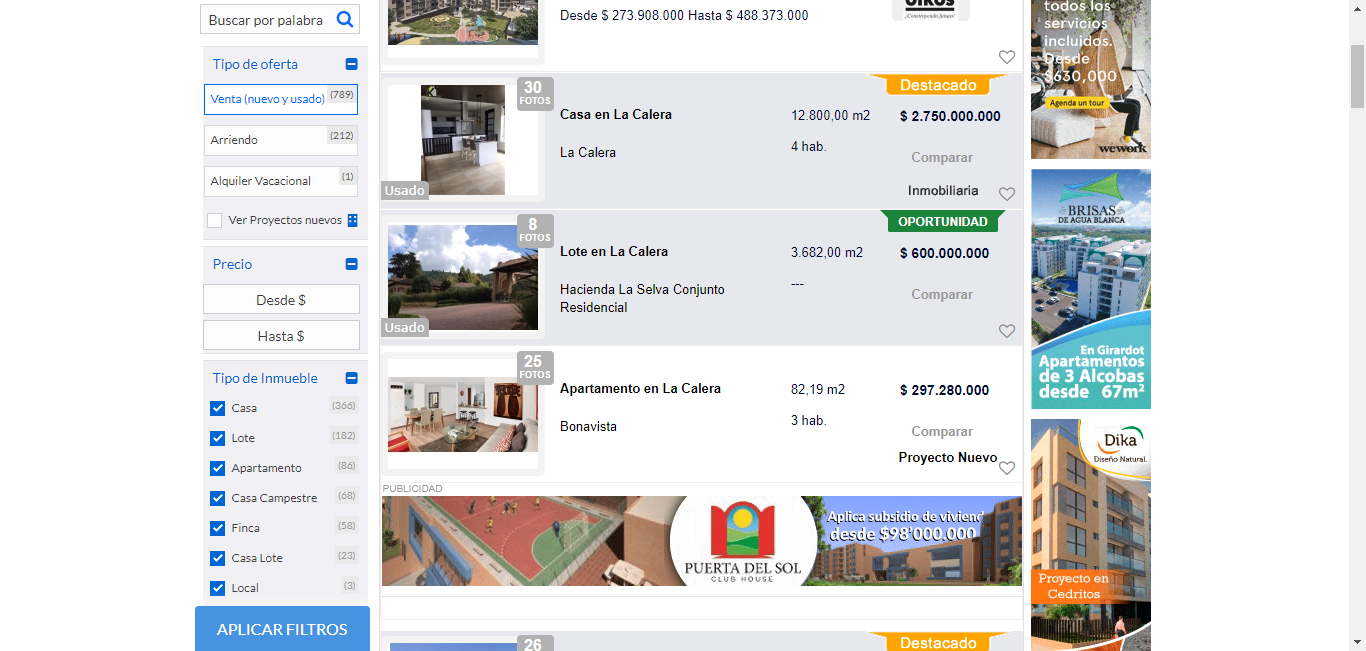 Buscar por palabra
Tipo de oferta
Venta (nuevo y usado) (789)
Arriendo (212)
Alquiler Vacacional (1)
Ver Proyectos nuevos
Precio
Desde $
Hasta $
Tipo de Inmueble
Casa (366)
Lote (182)
Apartamento (86)
Casa Campestre (68)
Finca (58)
Casa Lote (23)
Local (3)
APLICAR FILTROS
Desde $ 273.908.000 Hasta $ 488.373.000
¡Construyendo futuro!
30
FOTOS
Usado
Casa en La Calera
La Calera
12.800,00 m2
4 hab.
Destacado
$ 2.750.000.000
Comparar
Inmobiliaria
8
FOTOS
Usado
Lote en La Calera
Hacienda La Selva Conjunto
Residencial
3.682,00 m2
---
OPORTUNIDAD
$ 600.000.000
Comparar
25
FOTOS
Apartamento en La Calera
Bonavista
82,19 m2
3 hab.
$ 297.280.000
Comparar
Proyecto Nuevo
PUBLICIDAD
PUERTA DEL SOL
CLUB HOUSE
Aplica subsidio de viviend
desde $98'000.000
26
Destacado
todos los
servicios
incluidos.
Desde
$630,000
Agenda un tour
wework
BRISAS
DE AGUA BLANCA
En Girardot
Apartamentos
de 3 Alcobas
desde 67m²
Dika
Diseño Natural.
Proyecto en
Cedritos